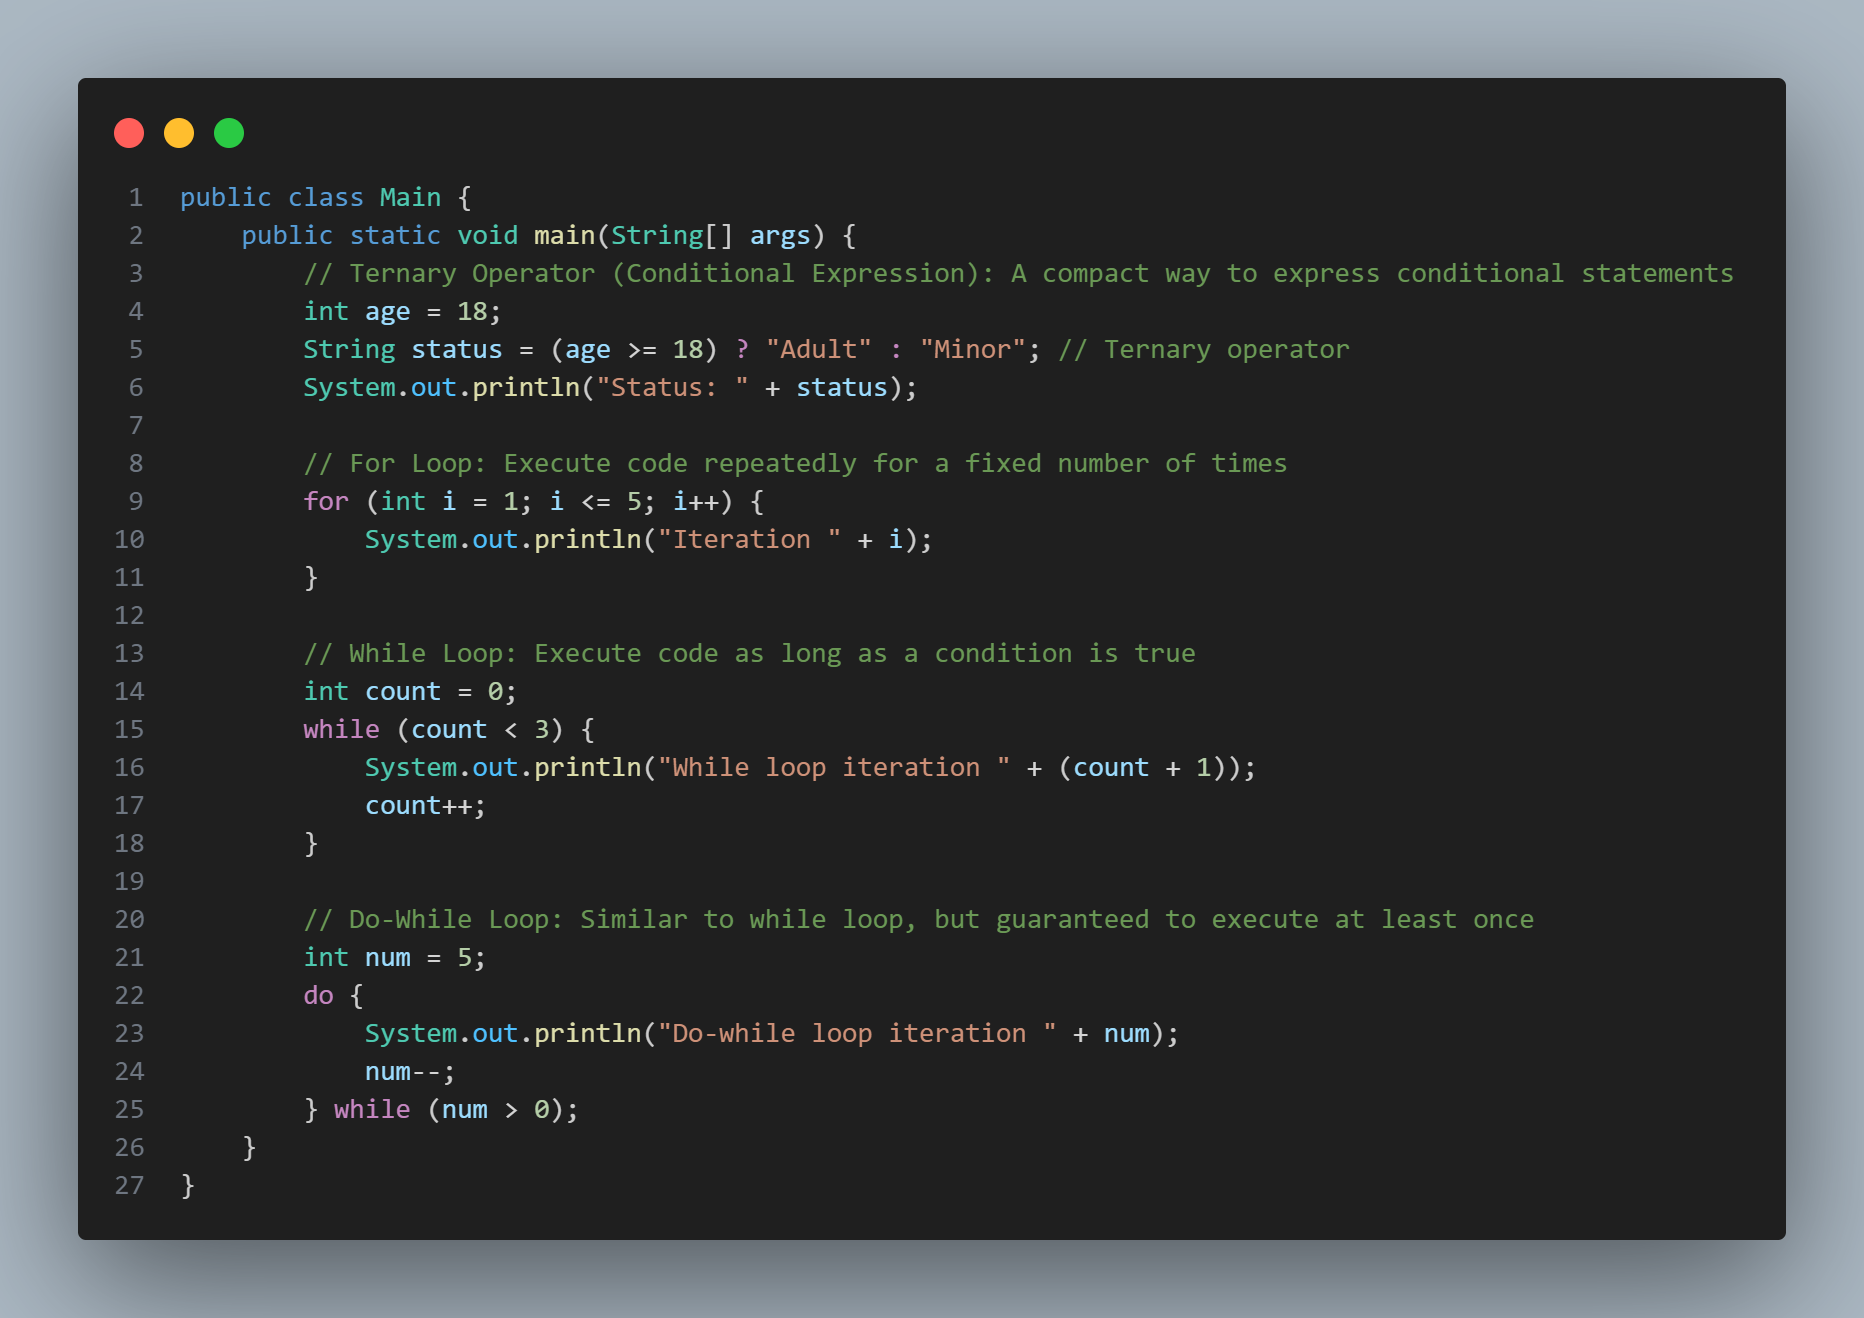 1 public class Main {
2     public static void main(String[] args) {
3         // Ternary Operator (Conditional Expression): A compact way to express conditional statements
4         int age = 18;
5         String status = (age >= 18) ? "Adult" : "Minor"; // Ternary operator
6         System.out.println("Status: " + status);
7
8         // For Loop: Execute code repeatedly for a fixed number of times
9         for (int i = 1; i <= 5; i++) {
10             System.out.println("Iteration " + i);
11         }
12
13         // While Loop: Execute code as long as a condition is true
14         int count = 0;
15         while (count < 3) {
16             System.out.println("While loop iteration " + (count + 1));
17             count++;
18         }
19
20         // Do-While Loop: Similar to while loop, but guaranteed to execute at least once
21         int num = 5;
22         do {
23             System.out.println("Do-while loop iteration " + num);
24             num--;
25         } while (num > 0);
26     }
27 }